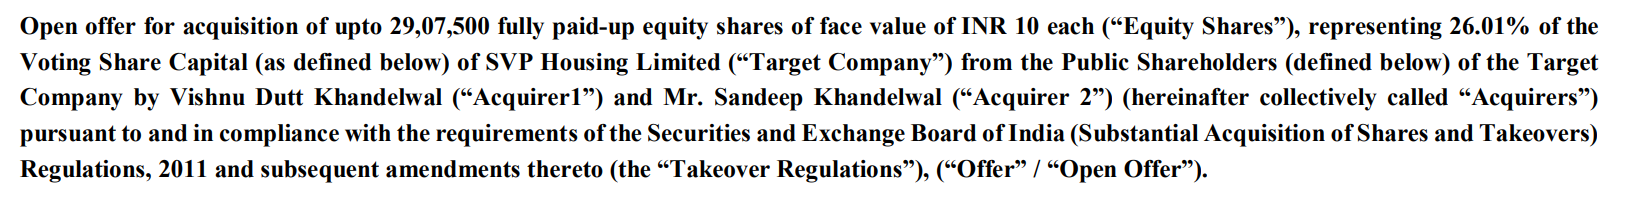 Open offer for acquisition of upto 29,07,500 fully paid-up equity shares of face value of INR 10 each (“Equity Shares”), representing 26.01% of the
Voting Share Capital (as defined below) of SVP Housing Limited (“Target Company”) from the Public Shareholders (defined below) of the Target
Company by Vishnu Dutt Khandelwal (“Acquirer1”) and Mr. Sandeep Khandelwal (“Acquirer 2”) (hereinafter collectively called “Acquirers”)
pursuant to and in compliance with the requirements of the Securities and Exchange Board of India (Substantial Acquisition of Shares and Takeovers)
Regulations, 2011 and subsequent amendments thereto (the “Takeover Regulations”), (“Offer” / “Open Offer”).